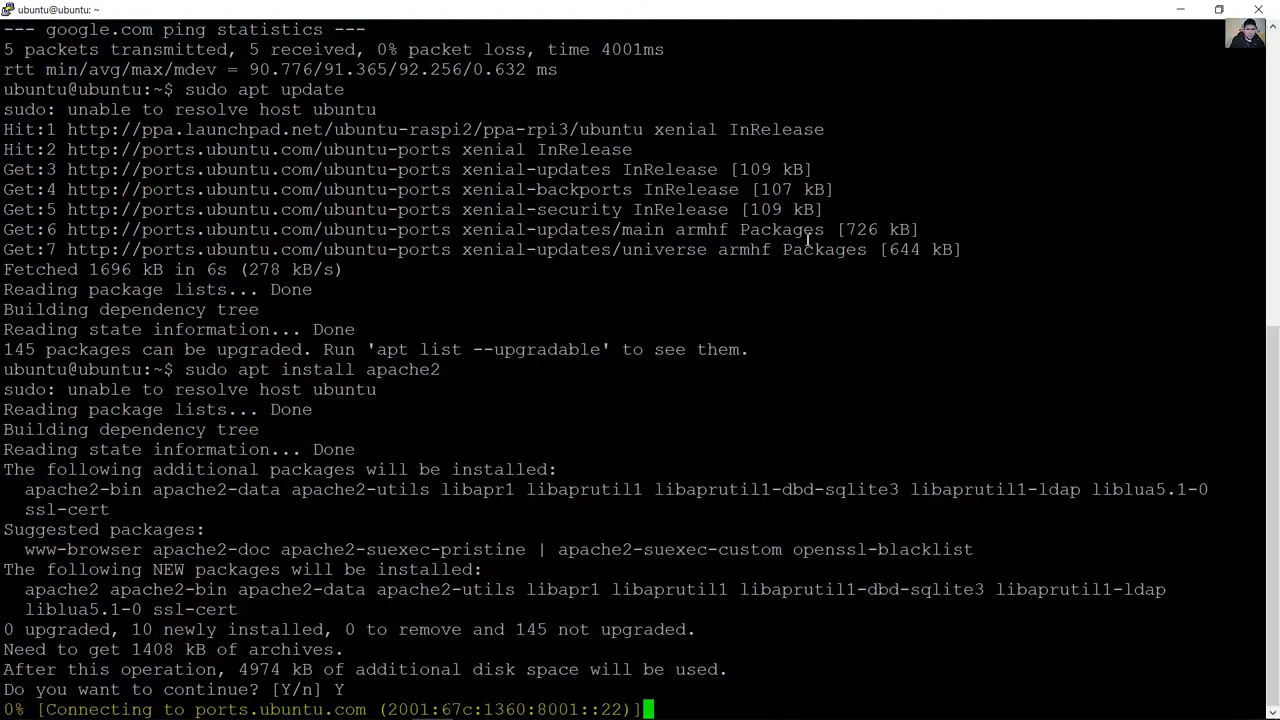 ubuntu@ubuntu: ~
--- google.com ping statistics ---
5 packets transmitted, 5 received, 0% packet loss, time 4001ms
rtt min/avg/max/mdev = 90.776/91.365/92.256/0.632 ms
ubuntu@ubuntu:~$ sudo apt update
sudo: unable to resolve host ubuntu
Hit:1 http://ppa.launchpad.net/ubuntu-raspi2/ppa-rpi3/ubuntu xenial InRelease
Hit:2 http://ports.ubuntu.com/ubuntu-ports xenial InRelease
Get:3 http://ports.ubuntu.com/ubuntu-ports xenial-updates InRelease [109 kB]
Get:4 http://ports.ubuntu.com/ubuntu-ports xenial-backports InRelease [107 kB]
Get:5 http://ports.ubuntu.com/ubuntu-ports xenial-security InRelease [109 kB]
Get:6 http://ports.ubuntu.com/ubuntu-ports xenial-updates/main armhf Packages [726 kB]
Get:7 http://ports.ubuntu.com/ubuntu-ports xenial-updates/universe armhf Packages [644 kB]
Fetched 1696 kB in 6s (278 kB/s)
Reading package lists... Done
Building dependency tree
Reading state information... Done
145 packages can be upgraded. Run 'apt list --upgradable' to see them.
ubuntu@ubuntu:~$ sudo apt install apache2
sudo: unable to resolve host ubuntu
Reading package lists... Done
Building dependency tree
Reading state information... Done
The following additional packages will be installed:
apache2-bin apache2-data apache2-utils libapr1 libaprutil1 libaprutil1-dbd-sqlite3 libaprutil1-ldap liblua5.1-0
ssl-cert
Suggested packages:
www-browser apache2-doc apache2-suexec-pristine | apache2-suexec-custom openssl-blacklist
The following NEW packages will be installed:
apache2 apache2-bin apache2-data apache2-utils libapr1 libaprutil1 libaprutil1-dbd-sqlite3 libaprutil1-ldap
liblua5.1-0 ssl-cert
0 upgraded, 10 newly installed, 0 to remove and 145 not upgraded.
Need to get 1408 kB of archives.
After this operation, 4974 kB of additional disk space will be used.
Do you want to continue? [Y/n] Y
0% [Connecting to ports.ubuntu.com (2001:67c:1360:8001::22)]